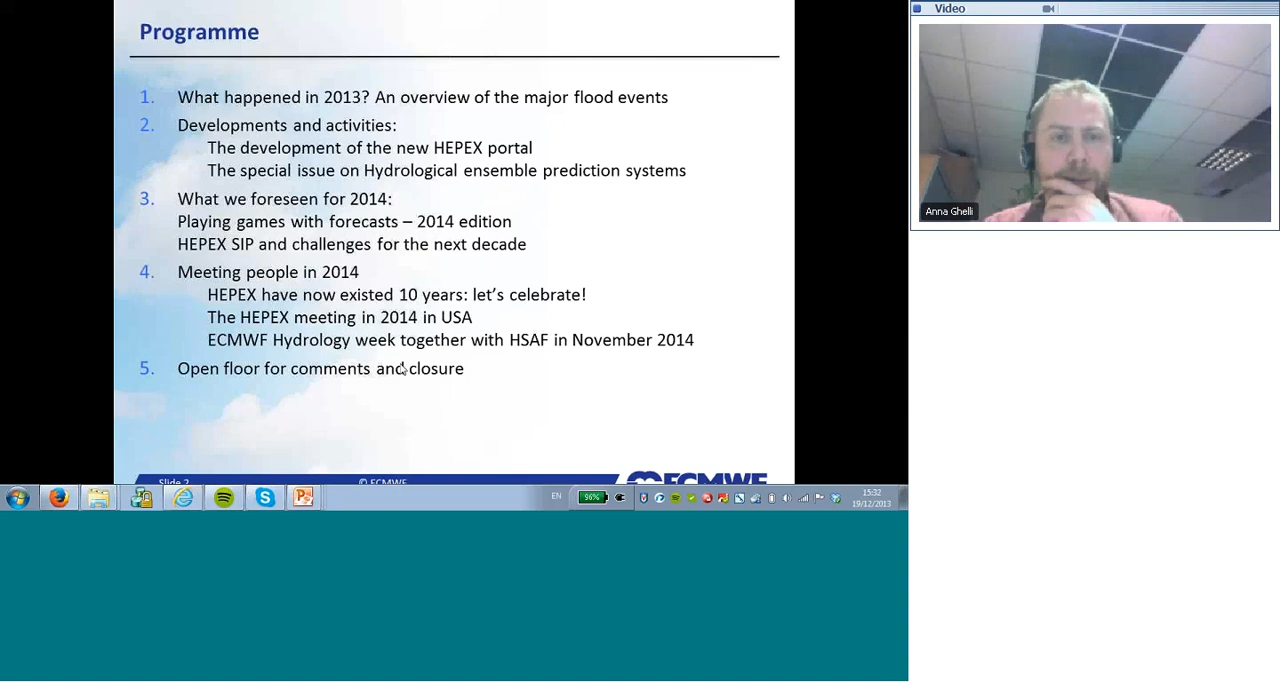 Programme
1. What happened in 2013? An overview of the major flood events
2. Developments and activities:
The development of the new HEPEX portal
The special issue on Hydrological ensemble prediction systems
3. What we foreseen for 2014:
Playing games with forecasts – 2014 edition
HEPEX SIP and challenges for the next decade
4. Meeting people in 2014
HEPEX have now existed 10 years: let's celebrate!
The HEPEX meeting in 2014 in USA
ECMWF Hydrology week together with HSAF in November 2014
5. Open floor for comments and closure
Slide 2 © ECMWF ECMWF
EN 96% 15:32
19/12/2013
Video
Anna Ghelli